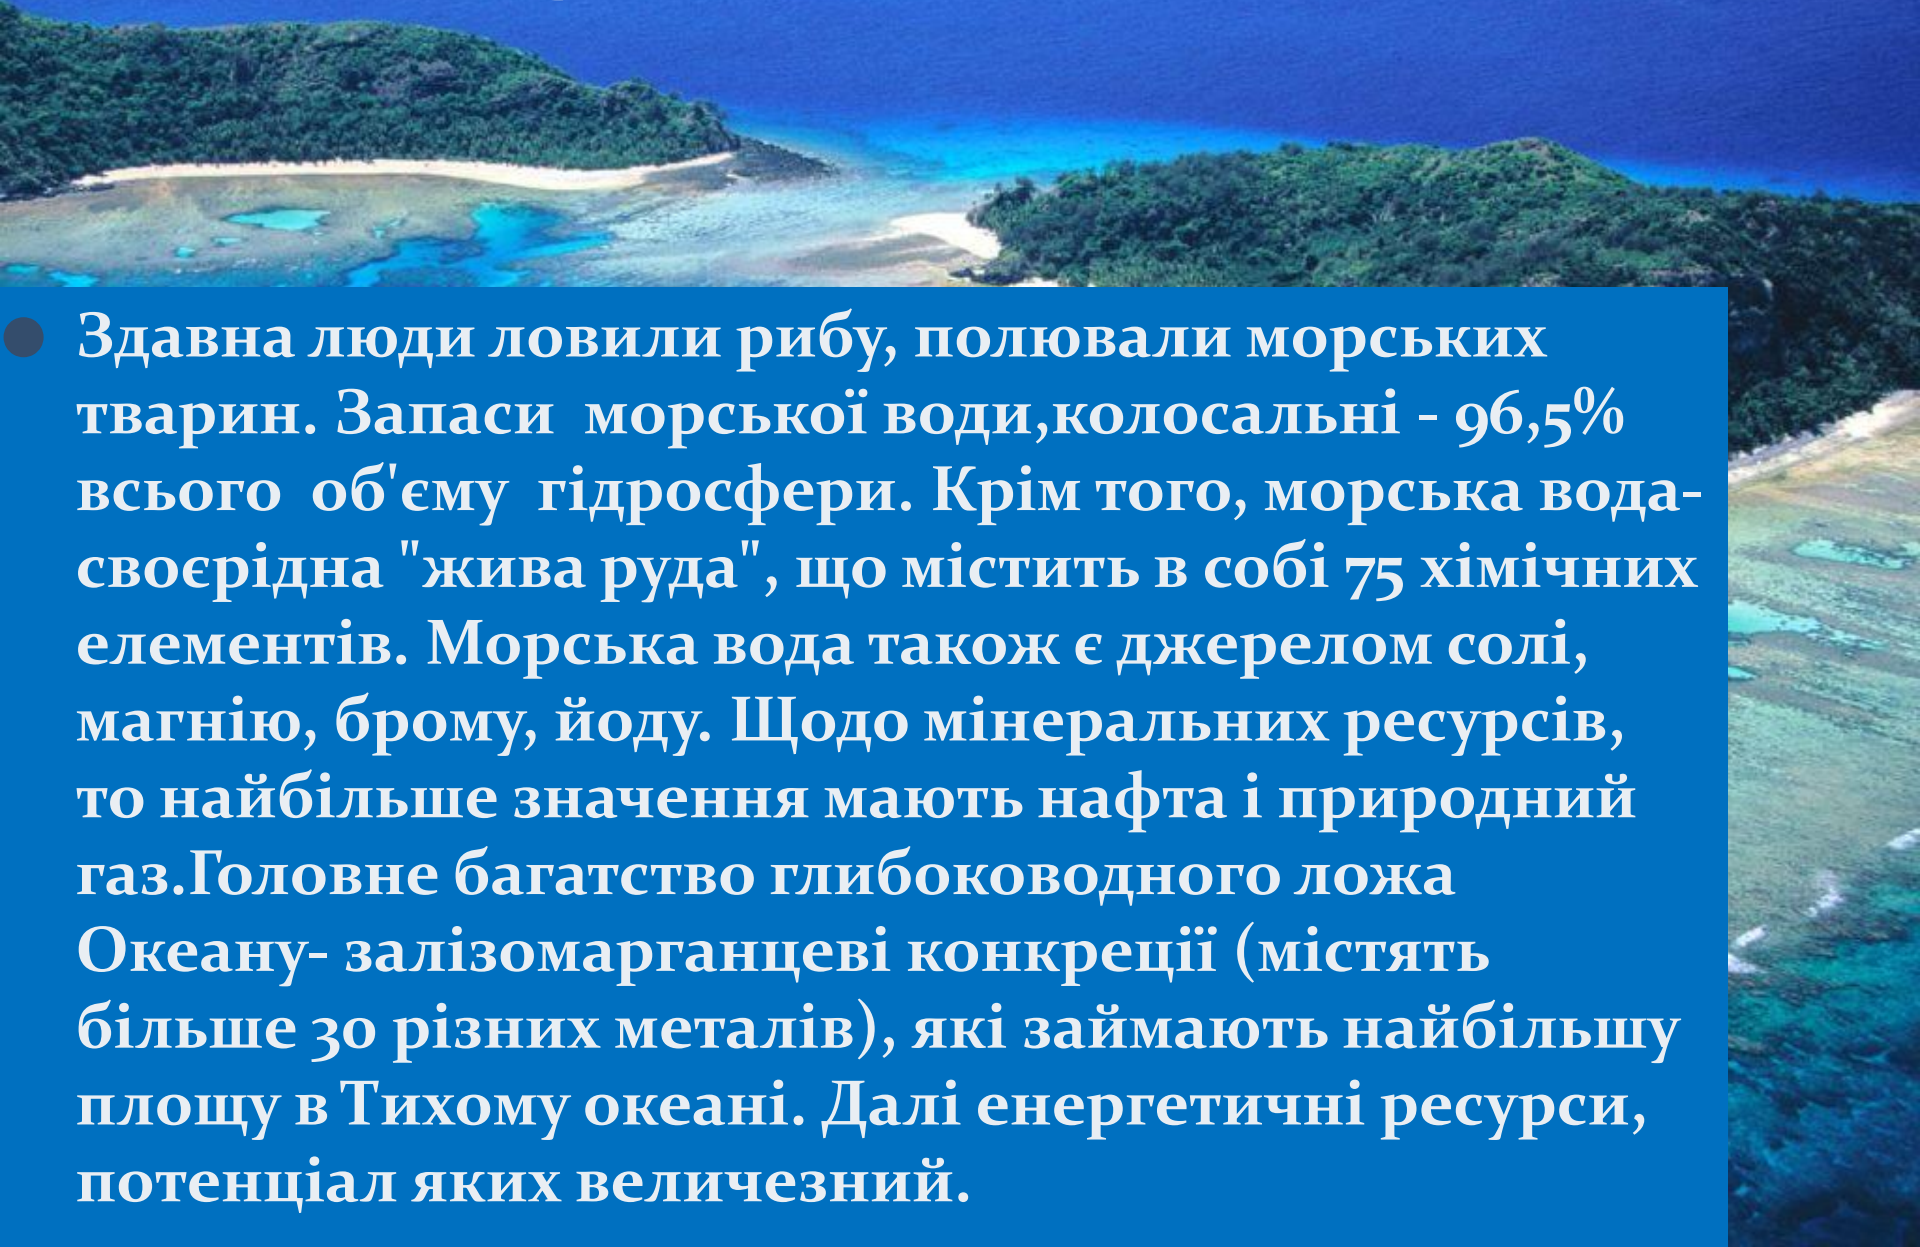 Здавна люди ловили рибу, полювали морських
тварин. Запаси  морської води,колосальні - 96,5%
всього  об'єму  гідросфери. Крім того, морська вода-
своєрідна "жива руда", що містить в собі 75 хімічних
елементів. Морська вода також є джерелом солі,
магнію, брому, йоду. Щодо мінеральних ресурсів,
то найбільше значення мають нафта і природний
газ.Головне багатство глибоководного ложа
Океану- залізомарганцеві конкреції (містять
більше 30 різних металів), які займають найбільшу
площу в Тихому океані. Далі енергетичні ресурси,
потенціал яких величезний.